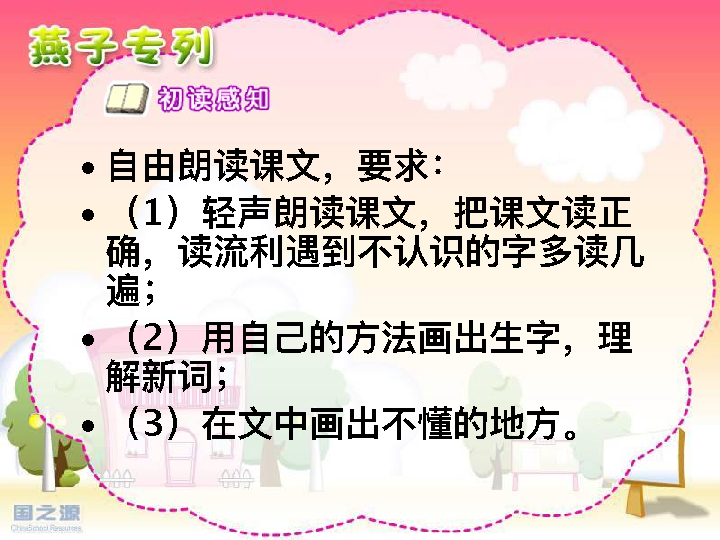 燕子专列
初读感知
• 自由朗读课文，要求：
• （1）轻声朗读课文，把课文读正
确，读流利遇到不认识的字多读几
遍；
• （2）用自己的方法画出生字，理
解新词；
• （3）在文中画出不懂的地方。
国之源
ChinaSchool Resources